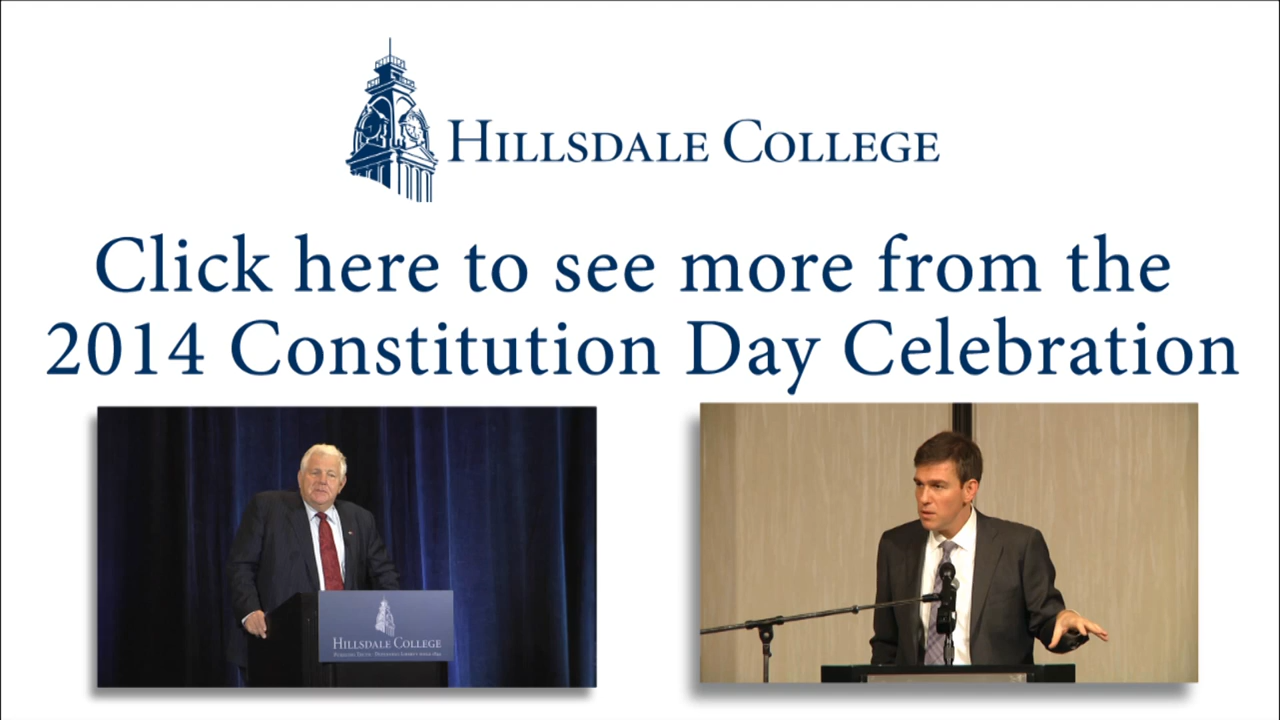 HILLSDALE COLLEGE
Click here to see more from the
2014 Constitution Day Celebration
HILLSDALE COLLEGE